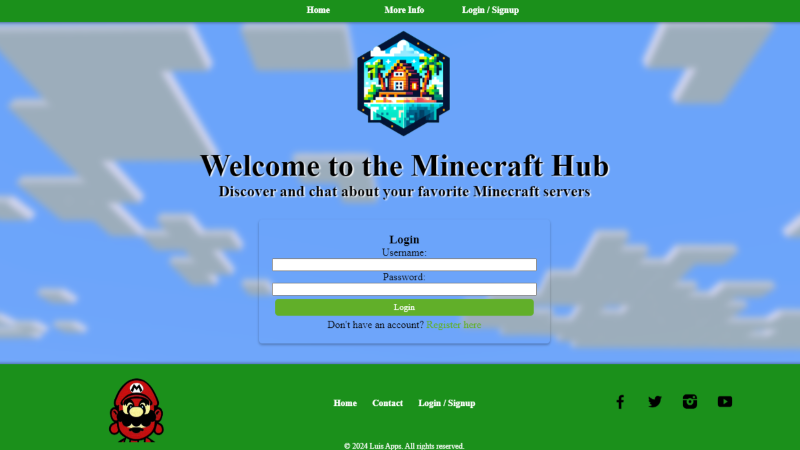 Home More Info Login / Signup
Welcome to the Minecraft Hub
Discover and chat about your favorite Minecraft servers
Login
Username:
Password:
Login
Don't have an account? Register here
M
Home Contact Login / Signup
© 2024 Luis Apps. All rights reserved.